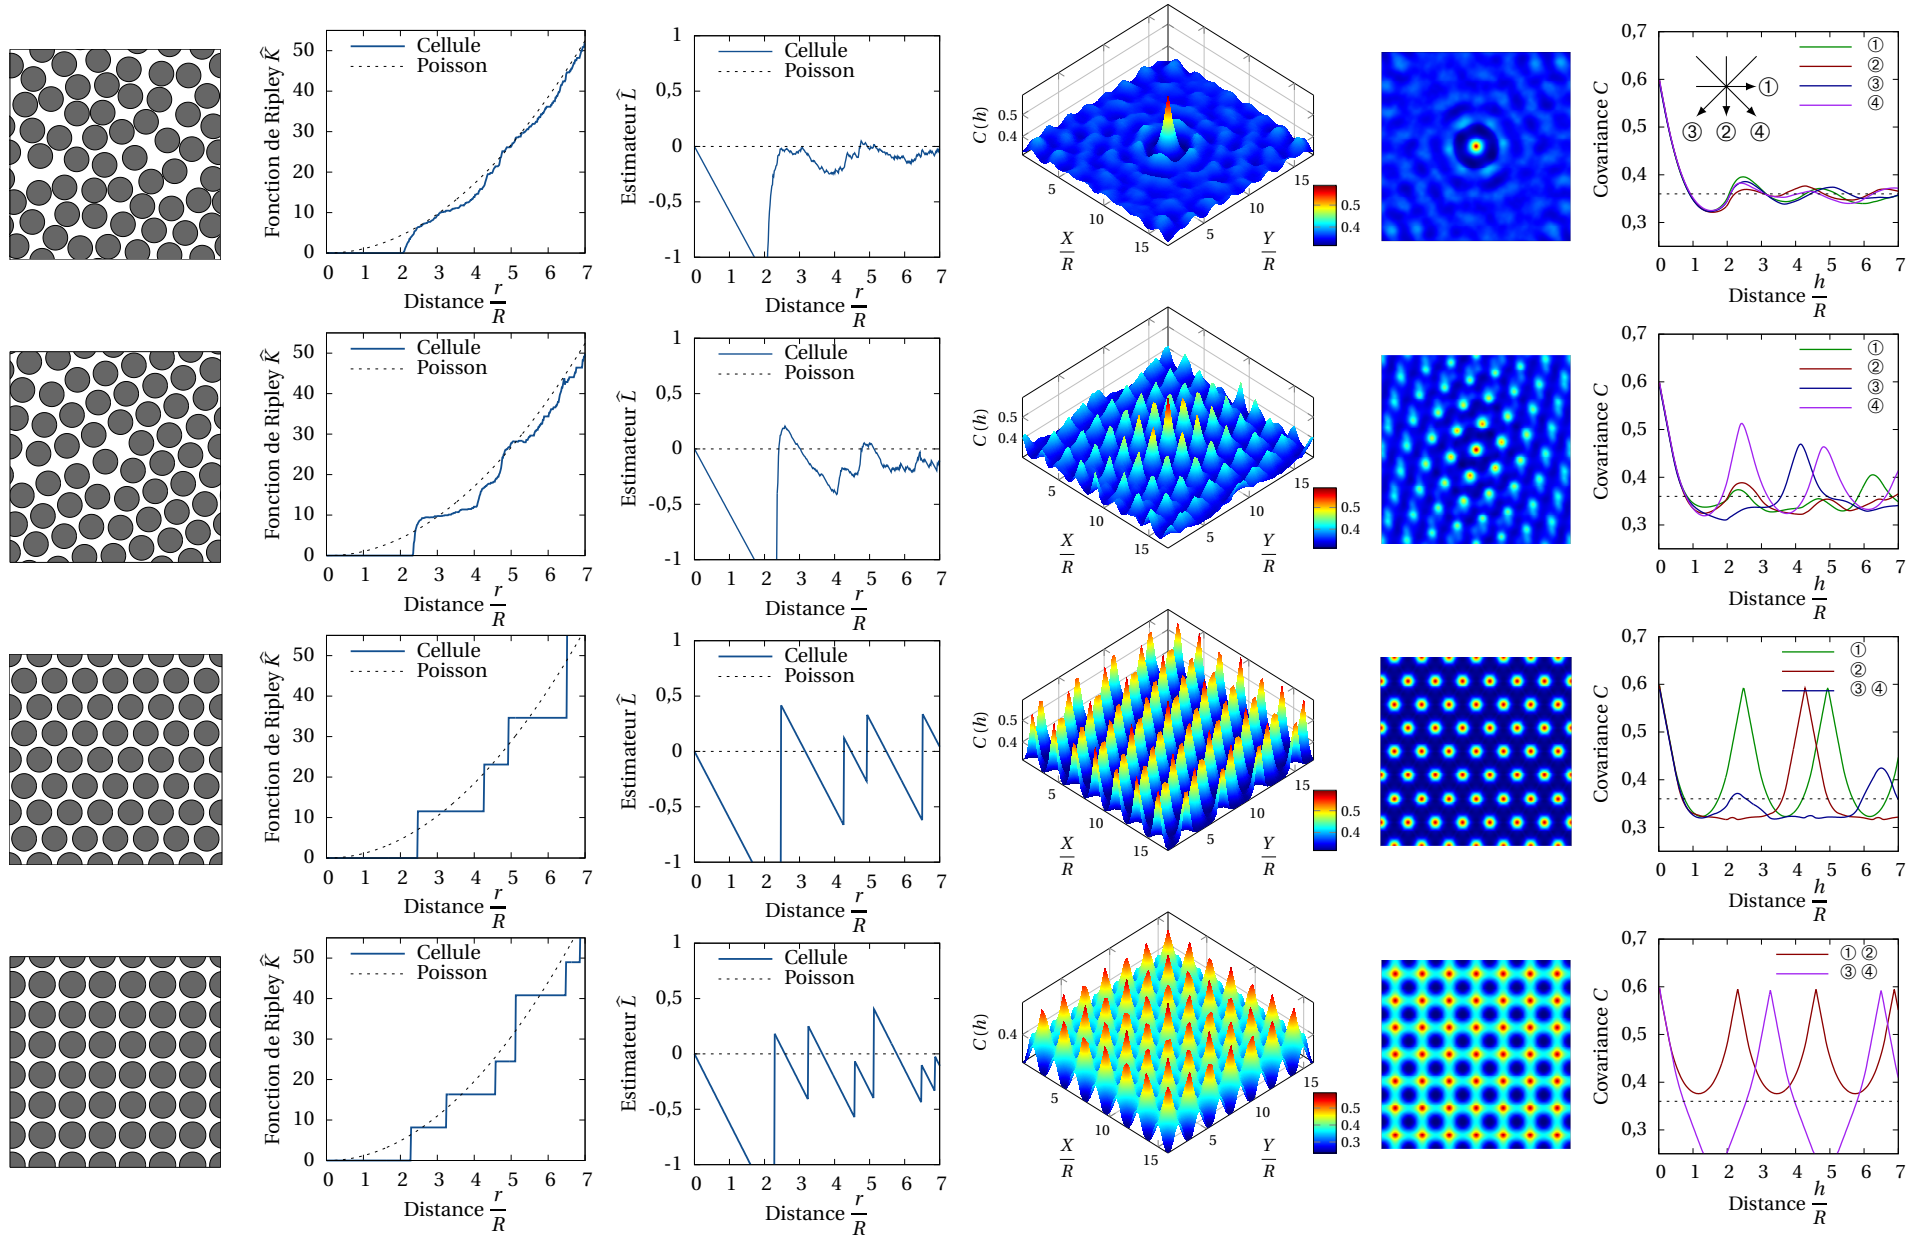 Fonction de Ripley K̂
50
40
30
20
10
0
Cellule
Poisson
0 1 2 3 4 5 6 7
Distance r/R
Estimateur L̂
1
0,5
0
-0,5
-1
Cellule
Poisson
0 1 2 3 4 5 6 7
Distance r/R
C(h)
0.5
0.4
5
10
15
X/R
5
10
15
Y/R
0.5
0.4
Covariance C
0,7
0,6
0,5
0,4
0,3
①
②
③
④
①
③ ② ④
0 1 2 3 4 5 6 7
Distance h/R
Fonction de Ripley K̂
50
40
30
20
10
0
Cellule
Poisson
0 1 2 3 4 5 6 7
Distance r/R
Estimateur L̂
1
0,5
0
-0,5
-1
Cellule
Poisson
0 1 2 3 4 5 6 7
Distance r/R
C(h)
0.5
0.4
5
10
15
X/R
5
10
15
Y/R
0.5
0.4
Covariance C
0,7
0,6
0,5
0,4
0,3
①
②
③
④
0 1 2 3 4 5 6 7
Distance h/R
Fonction de Ripley K̂
50
40
30
20
10
0
Cellule
Poisson
0 1 2 3 4 5 6 7
Distance r/R
Estimateur L̂
1
0,5
0
-0,5
-1
Cellule
Poisson
0 1 2 3 4 5 6 7
Distance r/R
C(h)
0.5
0.4
5
10
15
X/R
5
10
15
Y/R
0.5
0.4
Covariance C
0,7
0,6
0,5
0,4
0,3
①
②
③ ④
0 1 2 3 4 5 6 7
Distance h/R
Fonction de Ripley K̂
50
40
30
20
10
0
Cellule
Poisson
0 1 2 3 4 5 6 7
Distance r/R
Estimateur L̂
1
0,5
0
-0,5
-1
Cellule
Poisson
0 1 2 3 4 5 6 7
Distance r/R
C(h)
0.4
5
10
15
X/R
5
10
15
Y/R
0.5
0.4
0.3
Covariance C
0,7
0,6
0,5
0,4
0,3
① ②
③ ④
0 1 2 3 4 5 6 7
Distance h/R